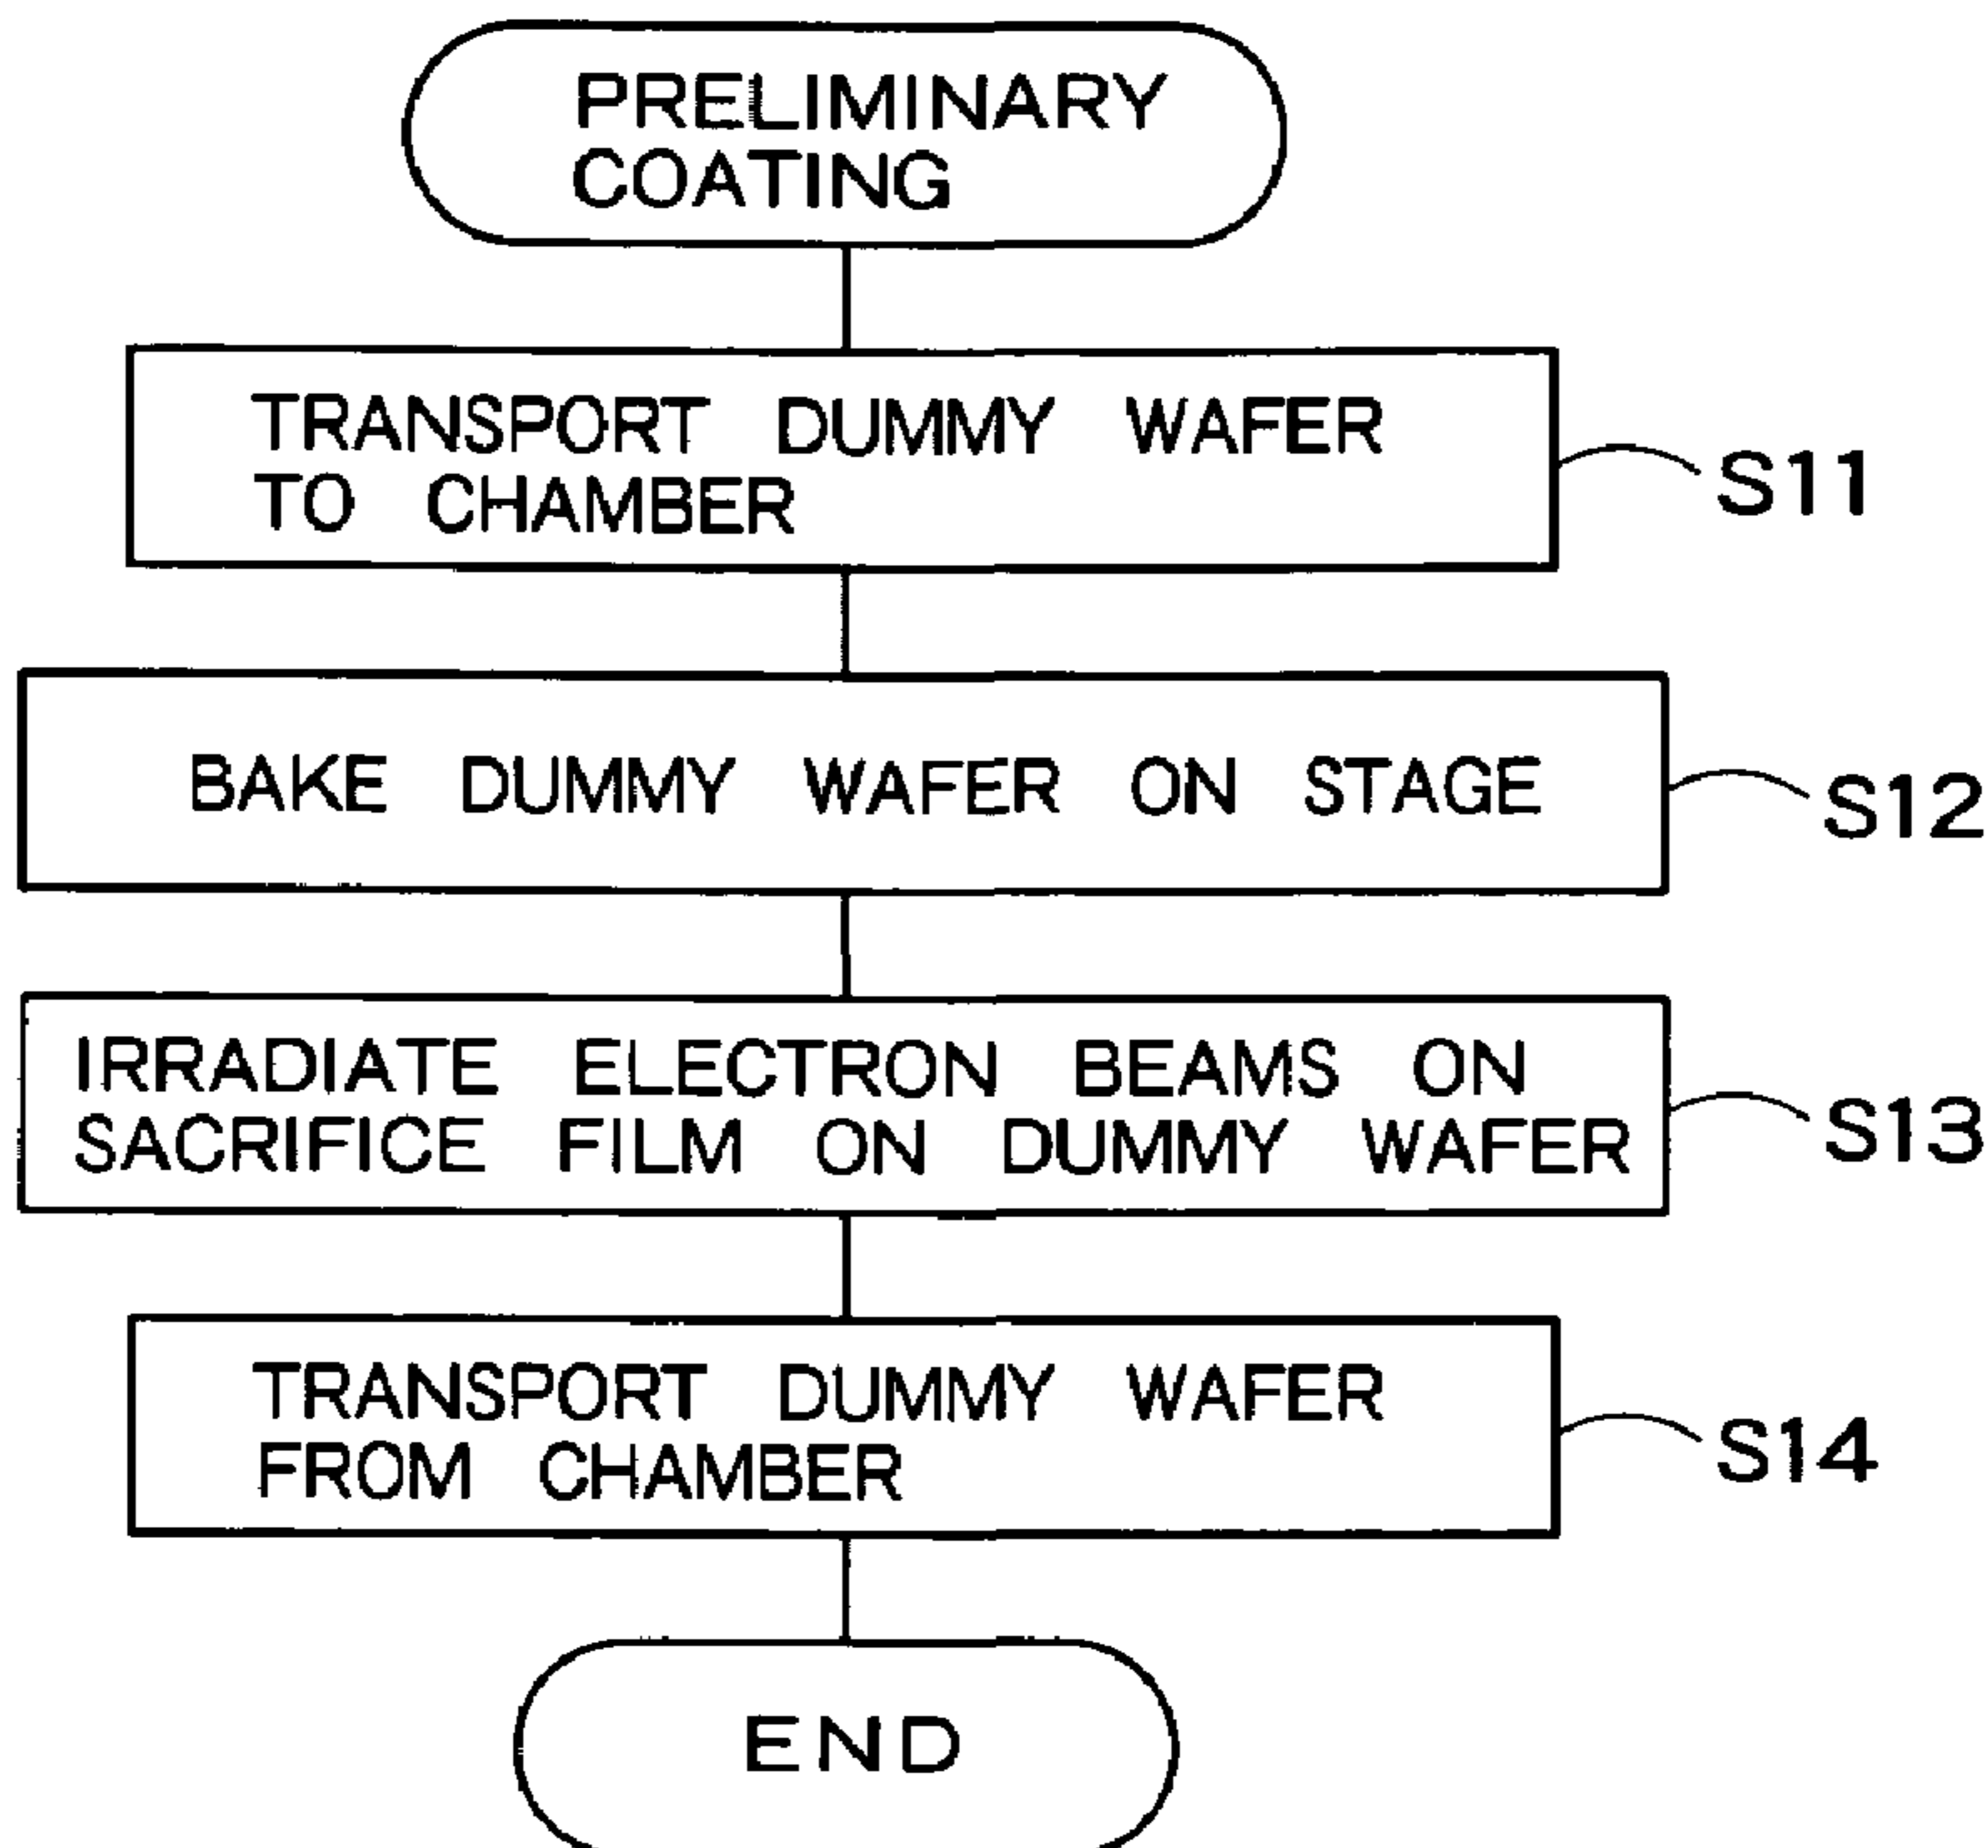 PRELIMINARY
COATING
TRANSPORT DUMMY WAFER
TO CHAMBER
S11
BAKE DUMMY WAFER ON STAGE
S12
IRRADIATE ELECTRON BEAMS ON
SACRIFICE FILM ON DUMMY WAFER
S13
TRANSPORT DUMMY WAFER
FROM CHAMBER
S14
END